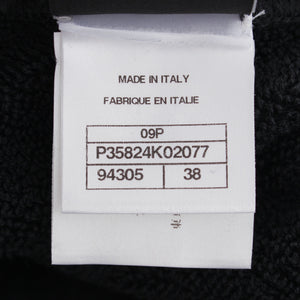 MADE IN ITALY
FABRIQUE EN ITALIE
09P
P35824K02077
94305 38